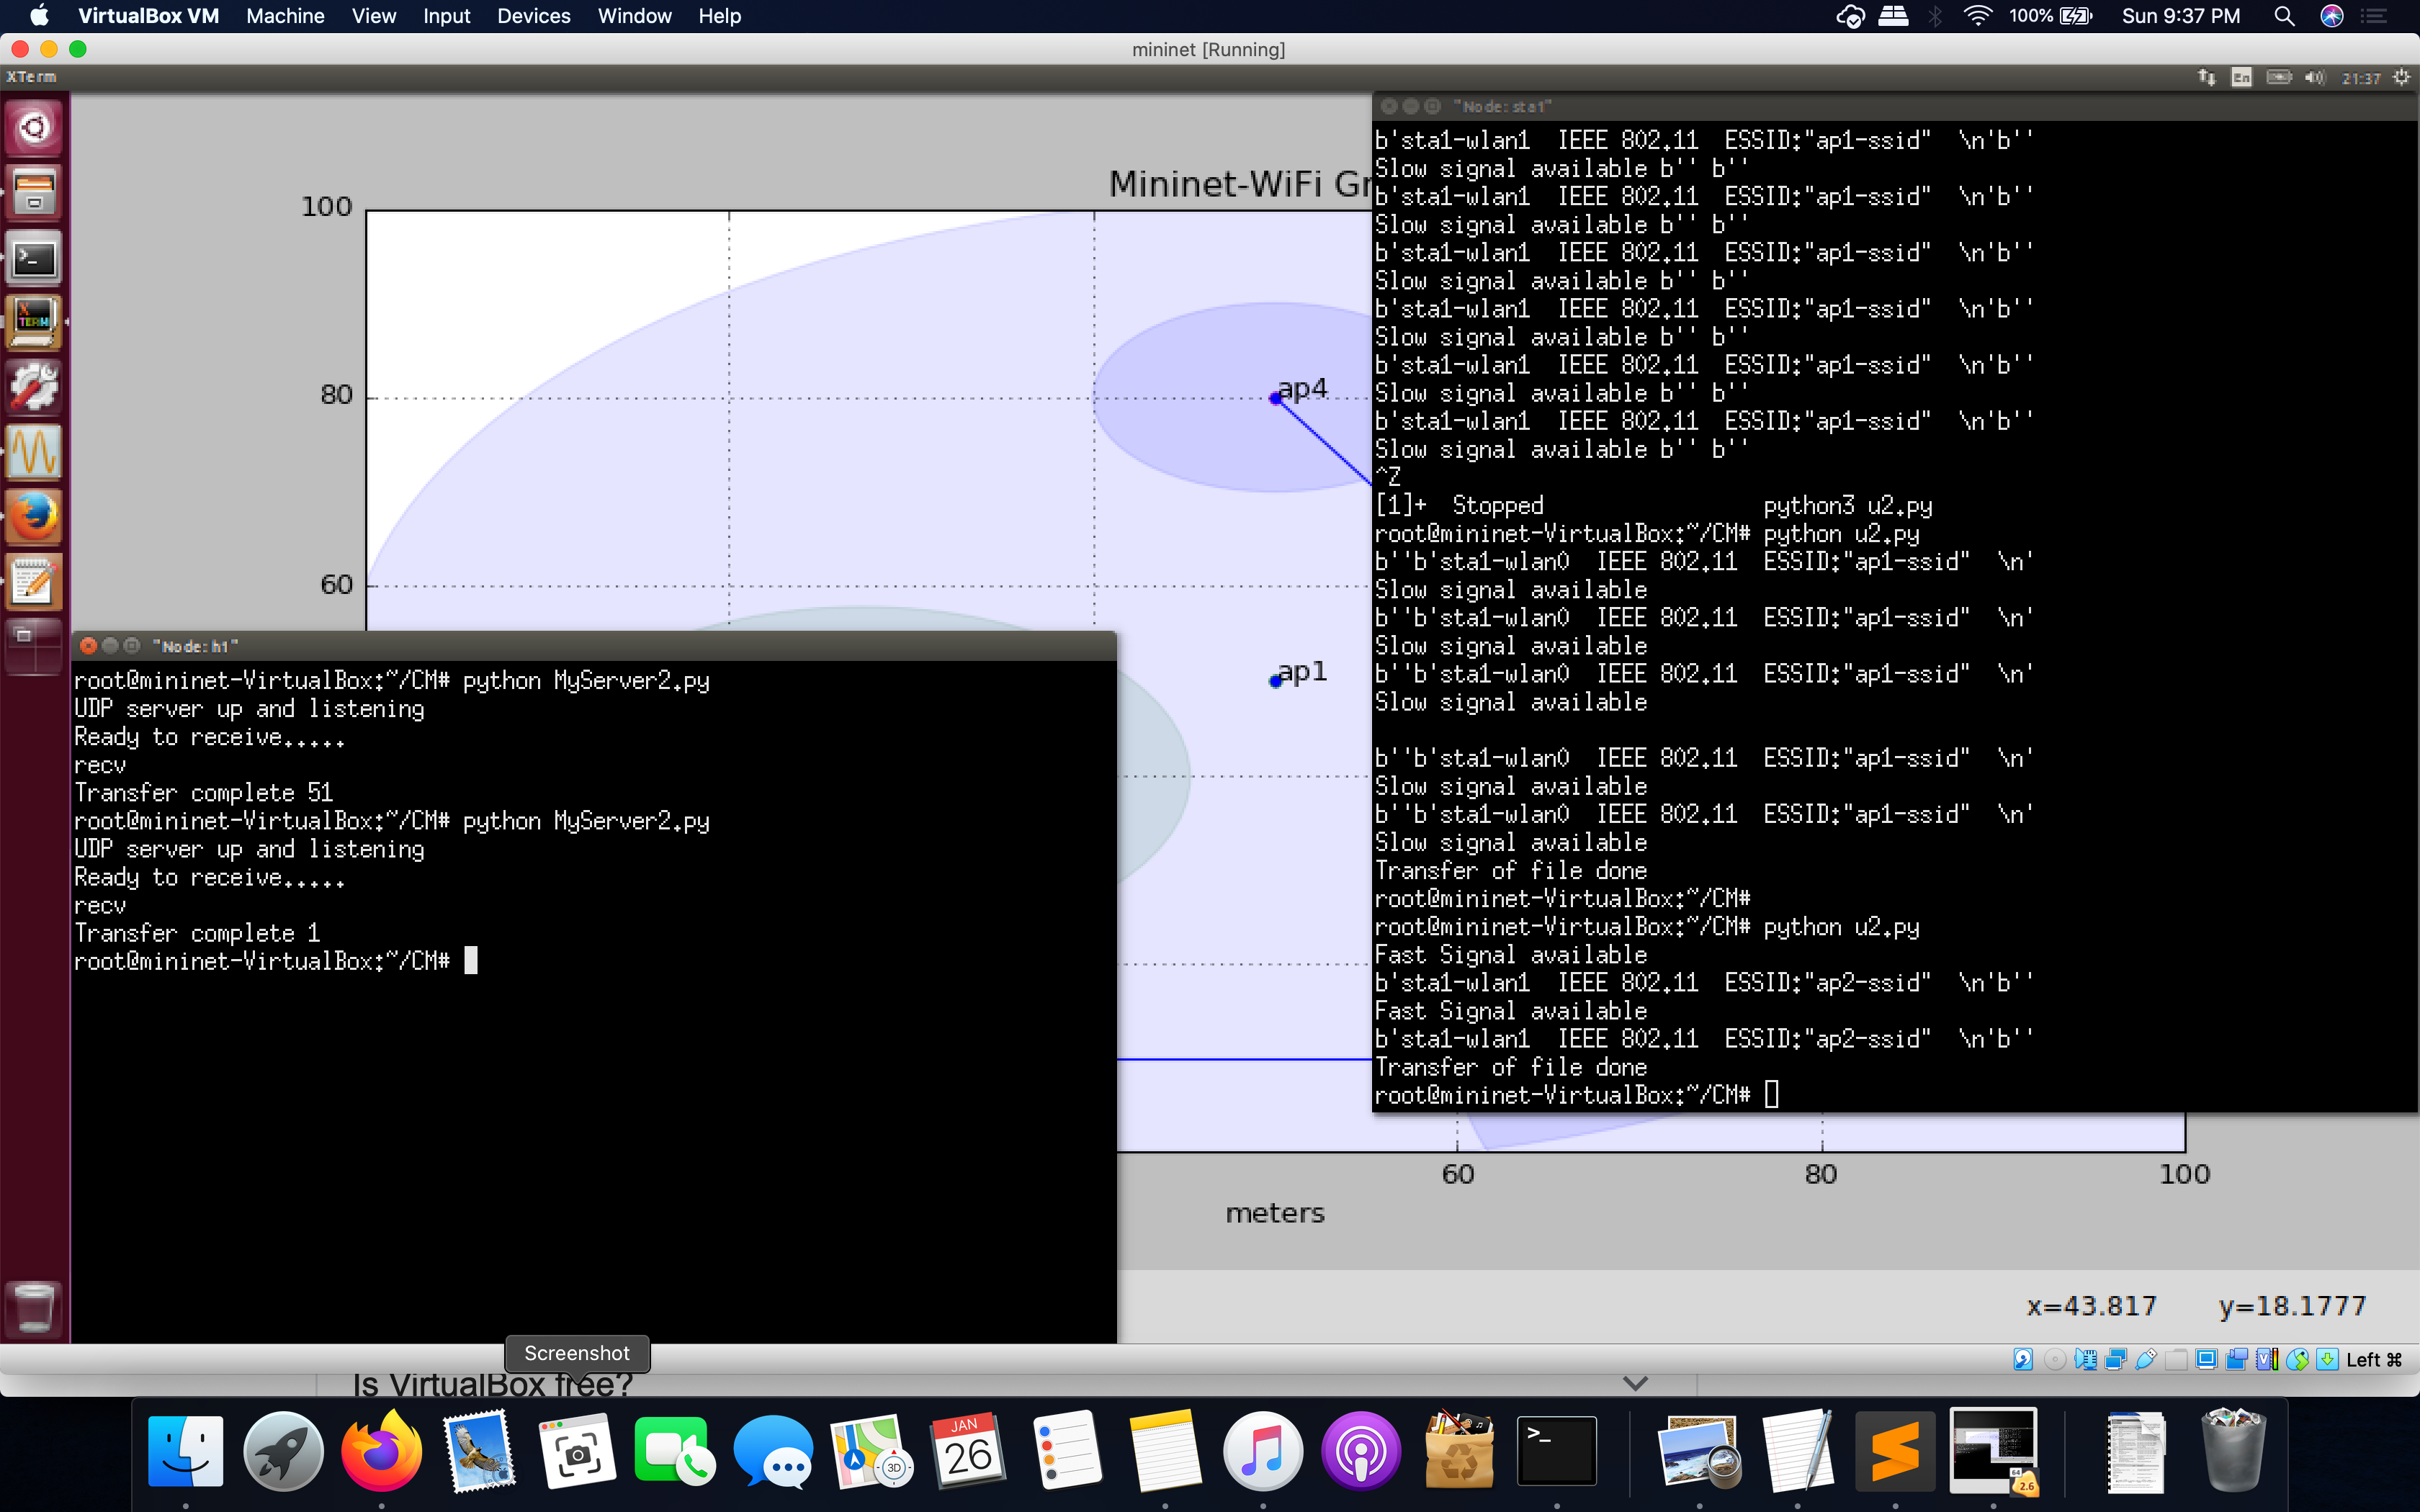 VirtualBox VM Machine View Input Devices Window Help 100% Sun 9:37 PM
mininet [Running]
XTerm En 21:37
Mininet-WiFi Gr
100
80
60
ap4
ap1
60 80 100
meters
x=43.817 y=18.1777
"Node: h1"
root@mininet-VirtualBox:~/CM# python MyServer2.py
UDP server up and listening
Ready to receive.....
recv
Transfer complete 51
root@mininet-VirtualBox:~/CM# python MyServer2.py
UDP server up and listening
Ready to receive.....
recv
Transfer complete 1
root@mininet-VirtualBox:~/CM#
"Node: sta1"
b'sta1-wlan1  IEEE 802.11  ESSID:"ap1-ssid"  \n'b''
Slow signal available b'' b''
b'sta1-wlan1  IEEE 802.11  ESSID:"ap1-ssid"  \n'b''
Slow signal available b'' b''
b'sta1-wlan1  IEEE 802.11  ESSID:"ap1-ssid"  \n'b''
Slow signal available b'' b''
b'sta1-wlan1  IEEE 802.11  ESSID:"ap1-ssid"  \n'b''
Slow signal available b'' b''
b'sta1-wlan1  IEEE 802.11  ESSID:"ap1-ssid"  \n'b''
Slow signal available b'' b''
b'sta1-wlan1  IEEE 802.11  ESSID:"ap1-ssid"  \n'b''
Slow signal available b'' b''
^Z
[1]+  Stopped                 python3 u2.py
root@mininet-VirtualBox:~/CM# python u2.py
b''b'sta1-wlan0  IEEE 802.11  ESSID:"ap1-ssid"  \n'
Slow signal available
b''b'sta1-wlan0  IEEE 802.11  ESSID:"ap1-ssid"  \n'
Slow signal available
b''b'sta1-wlan0  IEEE 802.11  ESSID:"ap1-ssid"  \n'
Slow signal available
b''b'sta1-wlan0  IEEE 802.11  ESSID:"ap1-ssid"  \n'
Slow signal available
b''b'sta1-wlan0  IEEE 802.11  ESSID:"ap1-ssid"  \n'
Slow signal available
Transfer of file done
root@mininet-VirtualBox:~/CM#
root@mininet-VirtualBox:~/CM# python u2.py
Fast Signal available
b'sta1-wlan1  IEEE 802.11  ESSID:"ap2-ssid"  \n'b''
Fast Signal available
b'sta1-wlan1  IEEE 802.11  ESSID:"ap2-ssid"  \n'b''
Transfer of file done
root@mininet-VirtualBox:~/CM#
Left ⌘
Screenshot
Is VirtualBox free?
X
TERM
3D
JAN
26
>_
64
2.6